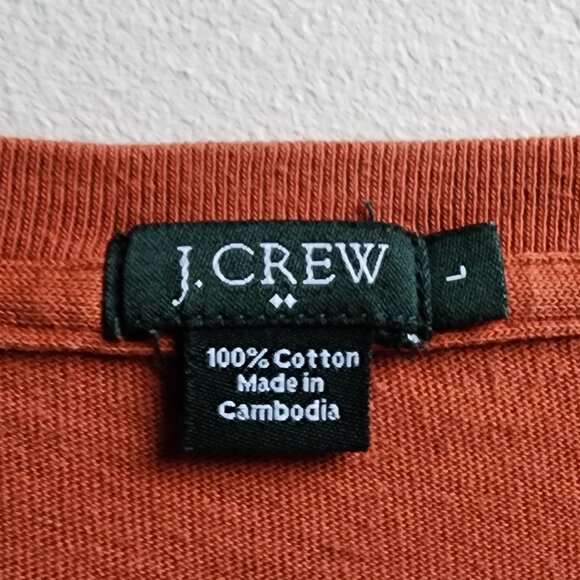 J.CREW
L
100% Cotton
Made in
Cambodia